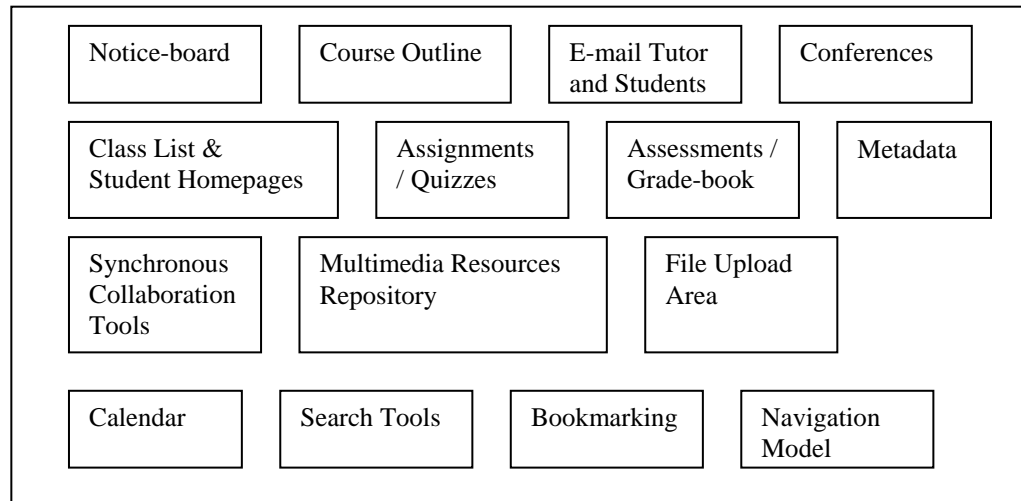 Notice-board
Course Outline
E-mail Tutor
and Students
Conferences
Class List &
Student Homepages
Assignments
/ Quizzes
Assessments /
Grade-book
Metadata
Synchronous
Collaboration
Tools
Multimedia Resources
Repository
File Upload
Area
Calendar
Search Tools
Bookmarking
Navigation
Model